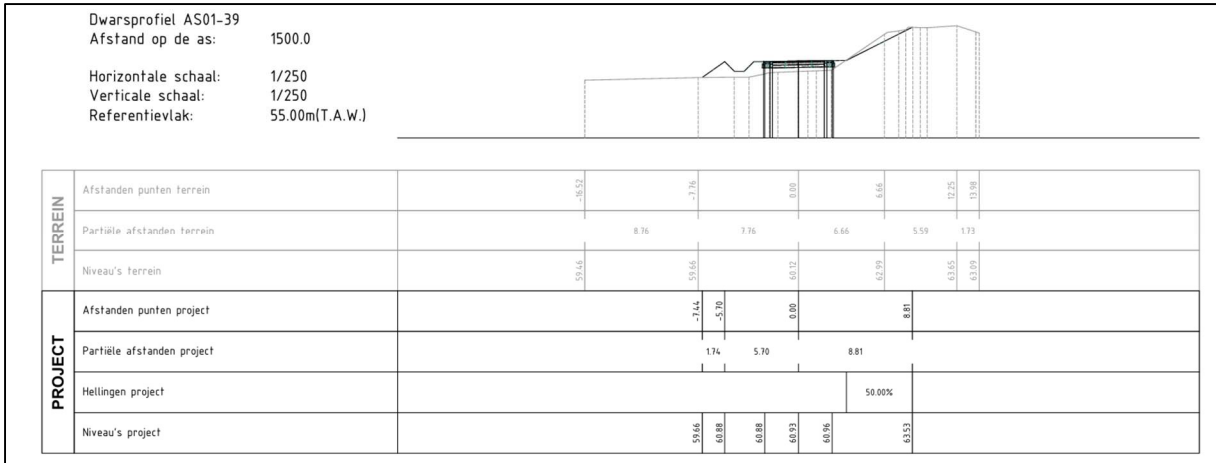 Dwarsprofiel AS01-39
Afstand op de as: 1500.0
Horizontale schaal: 1/250
Verticale schaal: 1/250
Referentievlak: 55.00m(T.A.W.)
TERREIN
Afstanden punten terrein -16.52 -7.76 0.00 6.66 12.25 13.98
Partiële afstanden terrein 8.76 7.76 6.66 5.59 1.73
Niveau's terrein 59.46 59.66 60.12 62.99 63.65 63.09
PROJECT
Afstanden punten project -7.44 -5.70 0.00 8.81
Partiële afstanden project 1.74 5.70 8.81
Hellingen project 50.00%
Niveau's project 59.66 60.88 60.88 60.93 60.96 63.53